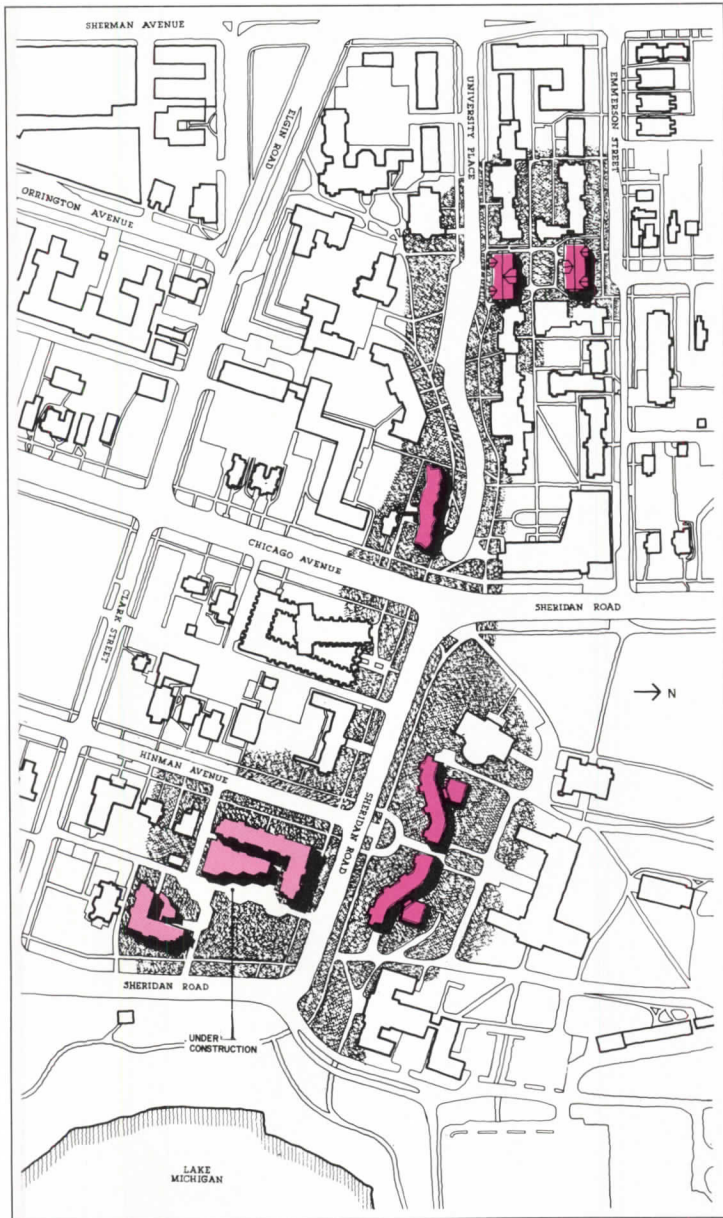 SHERMAN AVENUE
ELGIN ROAD
UNIVERSITY PLACE
EMMERSON STREET
ORRINGTON AVENUE
CHICAGO AVENUE
SHERIDAN ROAD
CLARK STREET
N
HINMAN AVENUE
SHERIDAN ROAD
SHERIDAN ROAD
UNDER
CONSTRUCTION
LAKE
MICHIGAN